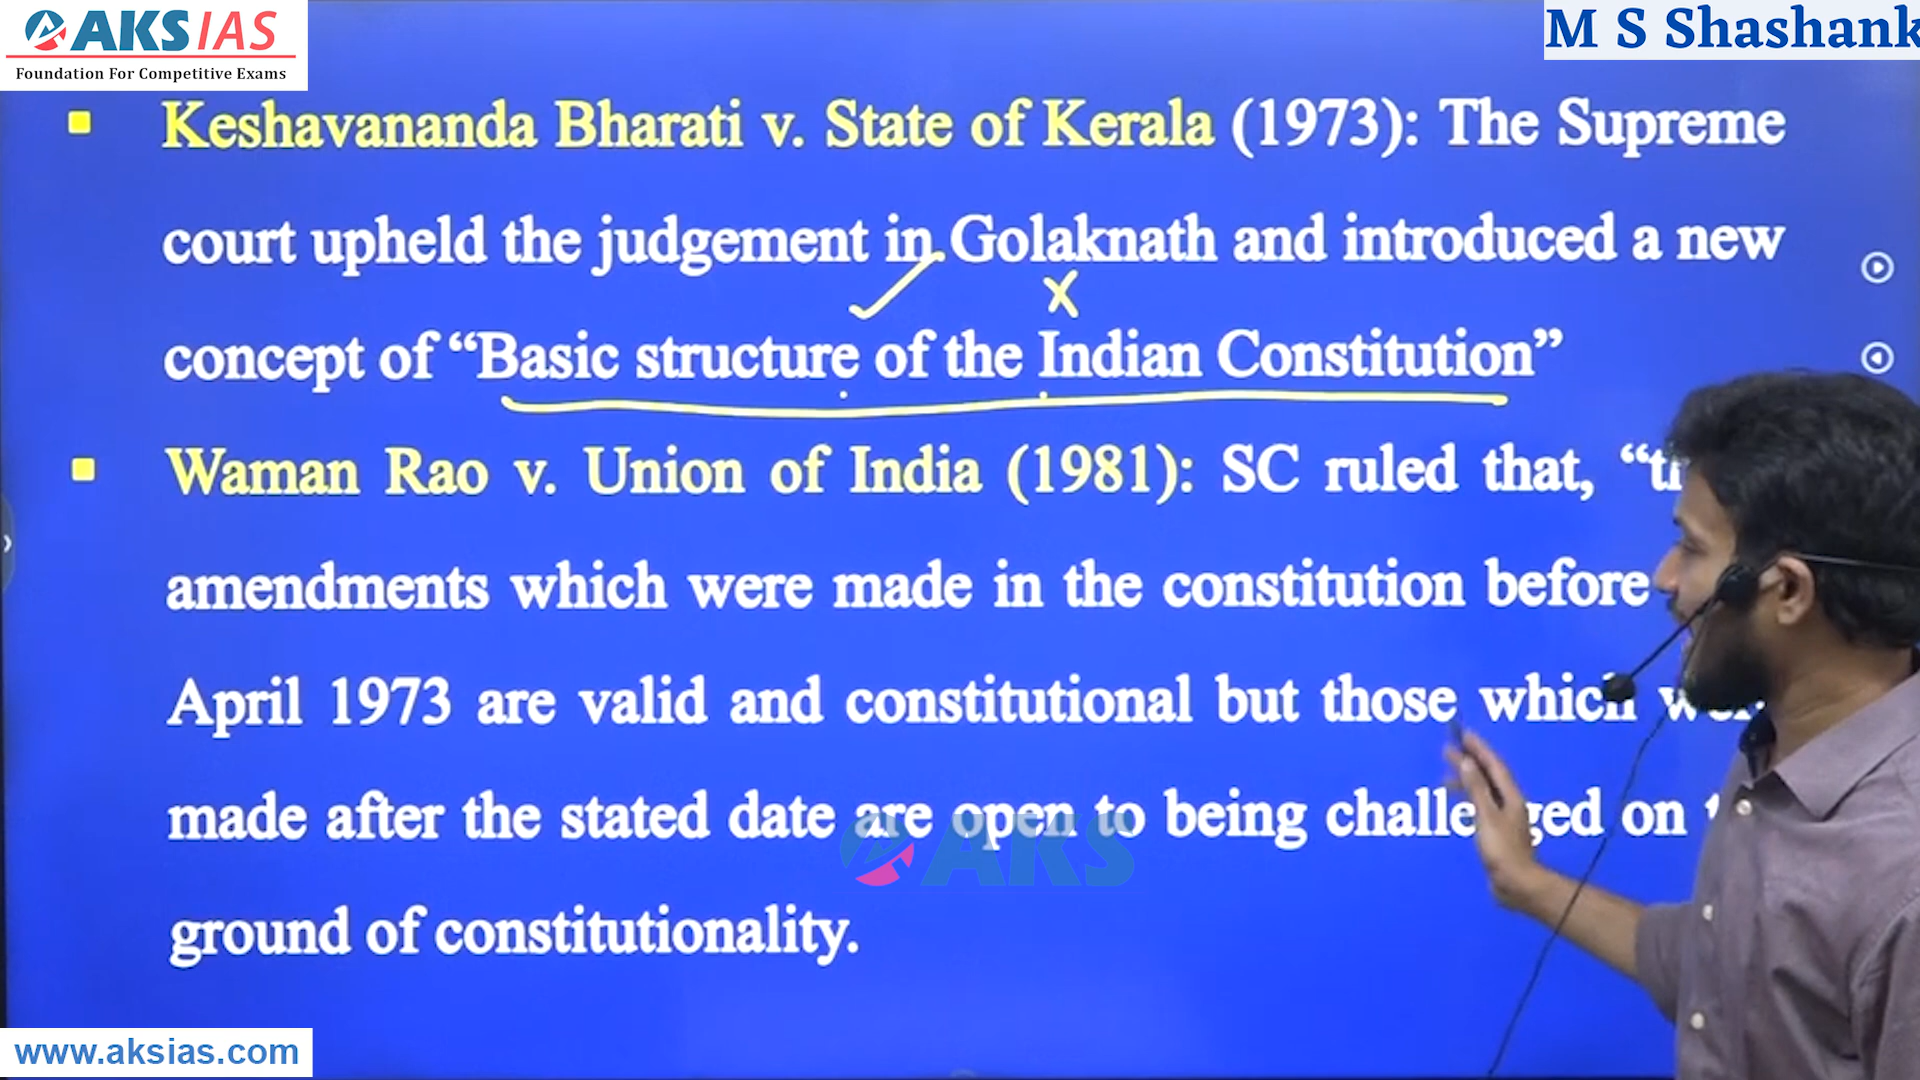 AKS IAS
Foundation For Competitive Exams
M S Shashank
Keshavananda Bharati v. State of Kerala (1973): The Supreme
court upheld the judgement in Golaknath and introduced a new
x
concept of “Basic structure of the Indian Constitution”
Waman Rao v. Union of India (1981): SC ruled that,
amendments which were made in the constitution before
April 1973 are valid and constitutional but those which
made after the stated date are open to being challenged on
AKS
ground of constitutionality.
www.aksias.com